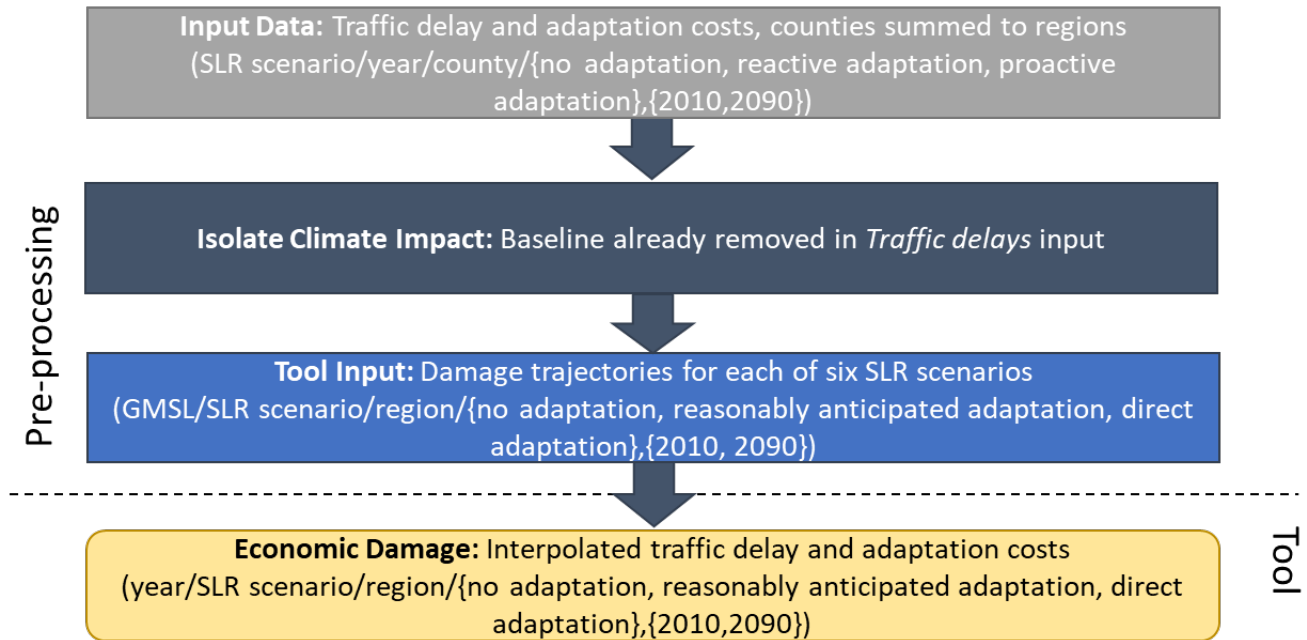 Input Data: Traffic delay and adaptation costs, counties summed to regions
(SLR scenario/year/county/{no adaptation, reactive adaptation, proactive
adaptation},{2010,2090})
Pre-processing
Isolate Climate Impact: Baseline already removed in Traffic delays input
Tool Input: Damage trajectories for each of six SLR scenarios
(GMSL/SLR scenario/region/{no adaptation, reasonably anticipated adaptation, direct
adaptation},{2010, 2090})
Tool
Economic Damage: Interpolated traffic delay and adaptation costs
(year/SLR scenario/region/{no adaptation, reasonably anticipated adaptation, direct
adaptation},{2010,2090})